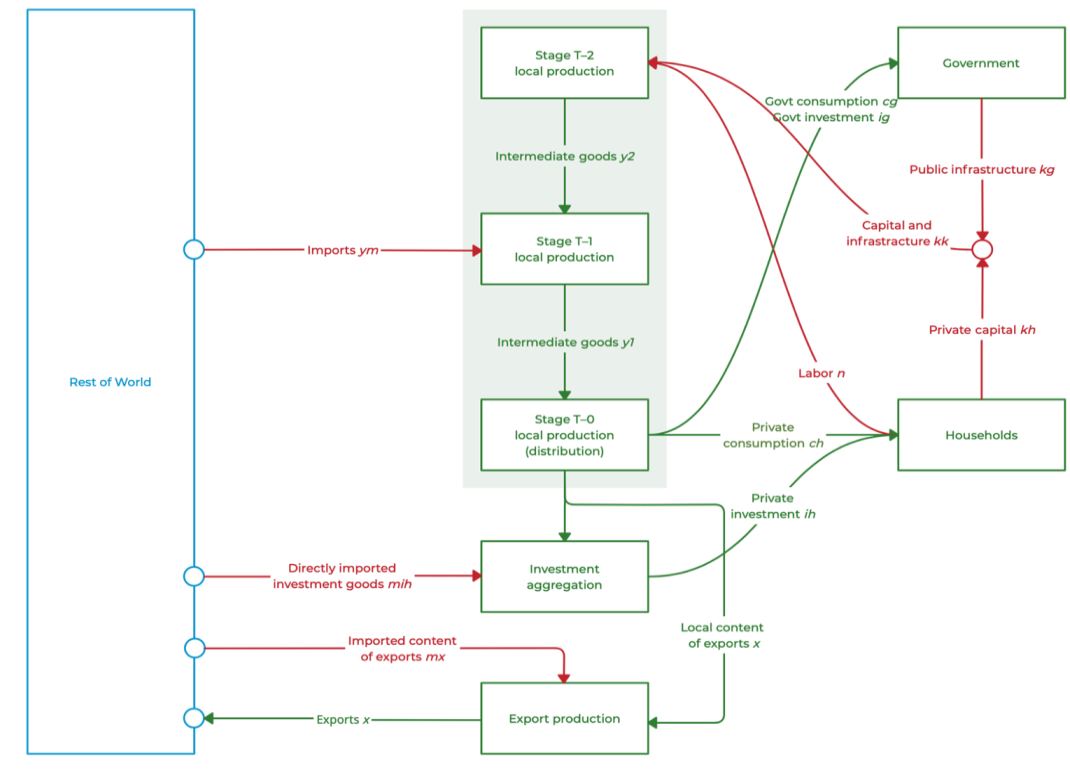 Stage T–2
local production
Government
Govt consumption cg
Govt investment ig
Intermediate goods y2
Public infrastructure kg
Stage T–1
local production
Capital and
infrastracture kk
Imports ym
Intermediate goods y1
Private capital kh
Rest of World
Labor n
Stage T–0
local production
(distribution)
Private
consumption ch
Households
Private
investment ih
Directly imported
investment goods mih
Investment
aggregation
Local content
of exports x
Imported content
of exports mx
Exports x
Export production